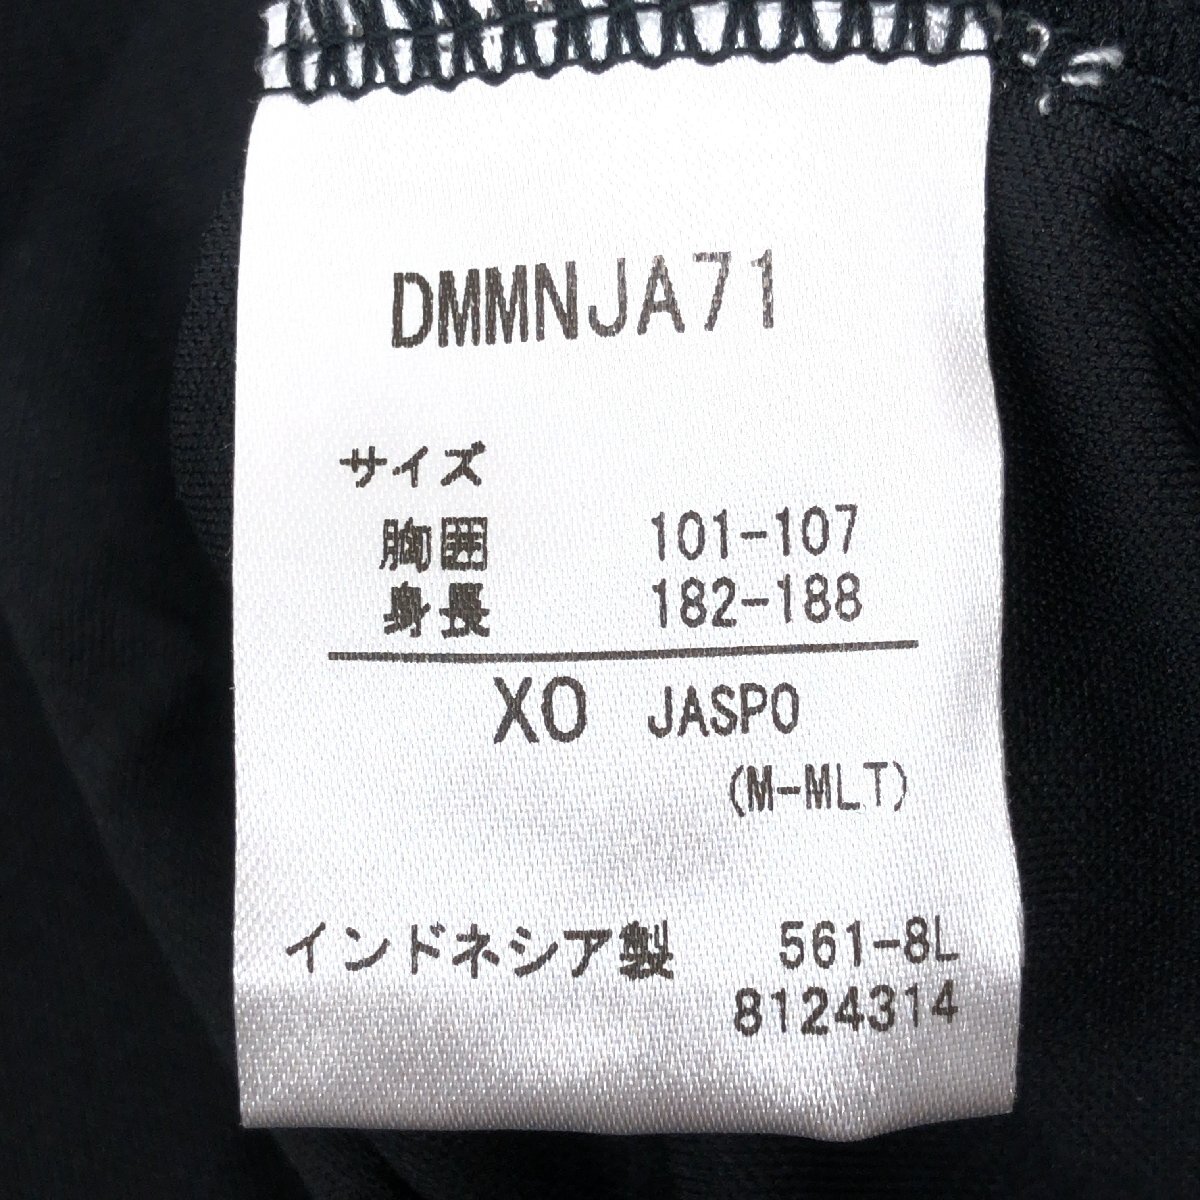 DMMNJA71
サイズ
胸囲 101-107
身長 182-188
XO JASPO
(M-MLT)
インドネシア製 561-8L
8124314